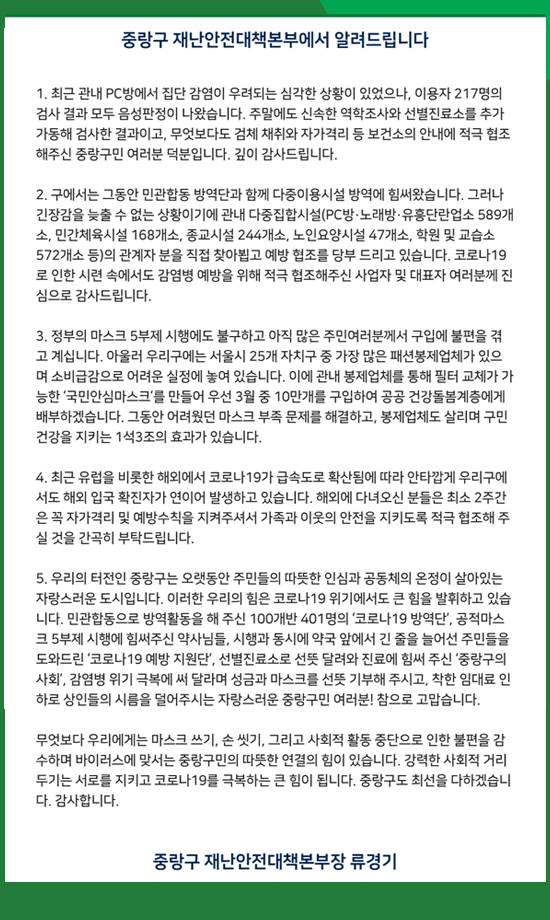 중랑구 재난안전대책본부에서 알려드립니다
1. 최근 관내 PC방에서 집단 감염이 우려되는 심각한 상황이 있었으나, 이용자 217명의
검사 결과 모두 음성판정이 나왔습니다. 주말에도 신속한 역학조사와 선별진료소를 추가
가동해 검사한 결과이고, 무엇보다도 검체 채취와 자가격리 등 보건소의 안내에 적극 협조
해주신 중랑구민 여러분 덕분입니다. 깊이 감사드립니다.
2. 구에서는 그동안 민관합동 방역단과 함께 다중이용시설 방역에 힘써왔습니다. 그러나
긴장감을 늦출 수 없는 상황이기에 관내 다중집합시설(PC방·노래방·유흥단란업소 589개
소, 민간체육시설 168개소, 종교시설 244개소, 노인요양시설 47개소, 학원 및 교습소
572개소 등)의 관계자 분을 직접 찾아뵙고 예방 협조를 당부 드리고 있습니다. 코로나19
로 인한 시련 속에서도 감염병 예방을 위해 적극 협조해주신 사업자 및 대표자 여러분께 진
심으로 감사드립니다.
3. 정부의 마스크 5부제 시행에도 불구하고 아직 많은 주민여러분께서 구입에 불편을 겪
고 계십니다. 아울러 우리구에는 서울시 25개 자치구 중 가장 많은 패션봉제업체가 있으
며 소비급감으로 어려운 실정에 놓여 있습니다. 이에 관내 봉제업체를 통해 필터 교체가 가
능한 '국민안심마스크'를 만들어 우선 3월 중 10만개를 구입하여 공공 건강돌봄계층에게
배부하겠습니다. 그동안 어려웠던 마스크 부족 문제를 해결하고, 봉제업체도 살리며 구민
건강을 지키는 1석3조의 효과가 있습니다.
4. 최근 유럽을 비롯한 해외에서 코로나19가 급속도로 확산됨에 따라 안타깝게 우리구에
서도 해외 입국 확진자가 연이어 발생하고 있습니다. 해외에 다녀오신 분들은 최소 2주간
은 꼭 자가격리 및 예방수칙을 지켜주셔서 가족과 이웃의 안전을 지키도록 적극 협조해 주
실 것을 간곡히 부탁드립니다.
5. 우리의 터전인 중랑구는 오랫동안 주민들의 따뜻한 인심과 공동체의 온정이 살아있는
자랑스러운 도시입니다. 이러한 우리의 힘은 코로나19 위기에서도 큰 힘을 발휘하고 있습
니다. 민관합동으로 방역활동을 해 주신 100개반 401명의 '코로나19 방역단', 공적마스
크 5부제 시행에 힘써주신 약사님들, 시행과 동시에 약국 앞에서 긴 줄을 늘어선 주민들을
도와드린 '코로나19 예방 지원단', 선별진료소로 선뜻 달려와 진료에 힘써 주신 '중랑구의
사회', 감염병 위기 극복에 써 달라며 성금과 마스크를 선뜻 기부해 주시고, 착한 임대료 인
하로 상인들의 시름을 덜어주시는 자랑스러운 중랑구민 여러분! 참으로 고맙습니다.
무엇보다 우리에게는 마스크 쓰기, 손 씻기, 그리고 사회적 활동 중단으로 인한 불편을 감
수하며 바이러스에 맞서는 중랑구민의 따뜻한 연결의 힘이 있습니다. 강력한 사회적 거리
두기는 서로를 지키고 코로나19를 극복하는 큰 힘이 됩니다. 중랑구도 최선을 다하겠습니
다. 감사합니다.
중랑구 재난안전대책본부장 류경기